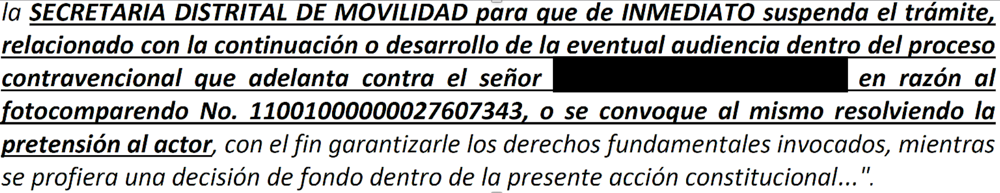 la SECRETARIA DISTRITAL DE MOVILIDAD para que de INMEDIATO suspenda el trámite,
relacionado con la continuación o desarrollo de la eventual audiencia dentro del proceso
contravencional que adelanta contra el señor en razón al
fotocomparendo No. 11001000000027607343, o se convoque al mismo resolviendo la
pretensión al actor, con el fin garantizarle los derechos fundamentales invocados, mientras
se profiera una decisión de fondo dentro de la presente acción constitucional...".